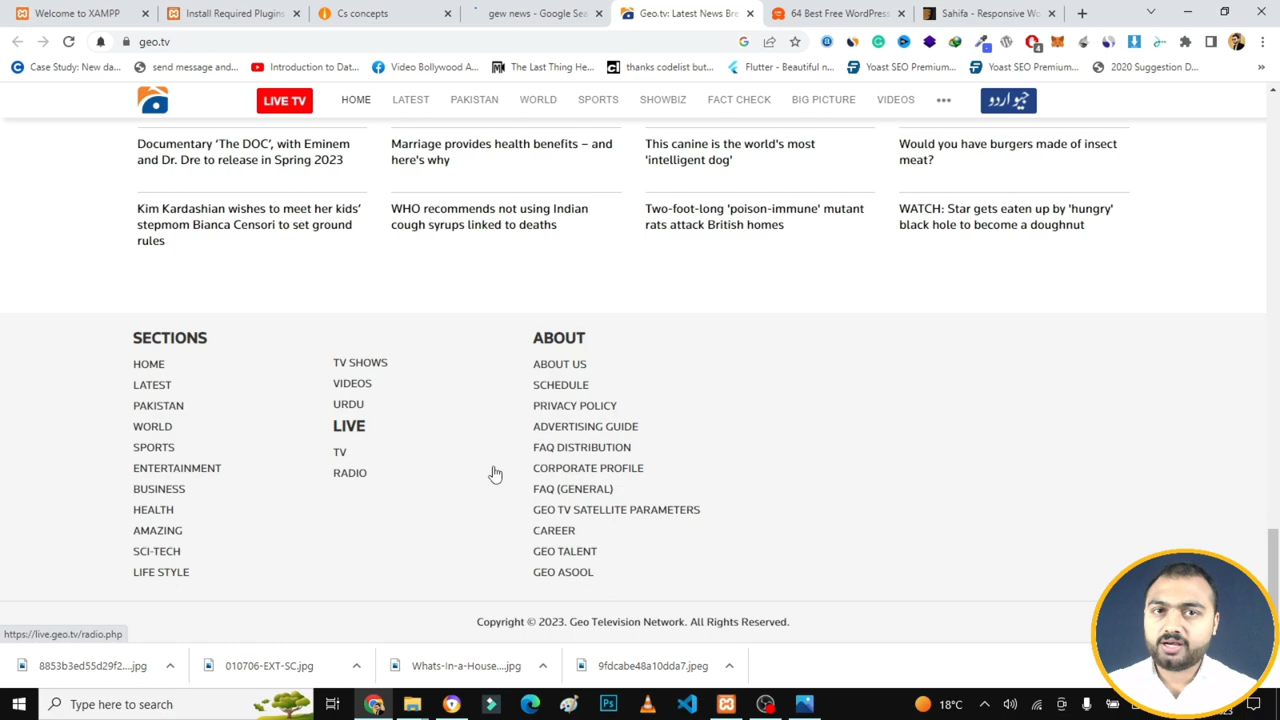 Welcome to XAMPP
Install Required Plugins
Cs concepts
gew news - Google Sea
Geo.tv: Latest News Bre
64 Best Free WordPress
Sahifa - Responsive Wo
geo.tv
Case Study: New da...
send message and...
Introduction to Dat...
Video Bollywood A...
The Last Thing He...
thanks codelist but...
Flutter - Beautiful n...
Yoast SEO Premium...
Yoast SEO Premium...
2020 Suggestion D...
LIVE TV
HOME
LATEST
PAKISTAN
WORLD
SPORTS
SHOWBIZ
FACT CHECK
BIG PICTURE
VIDEOS
جیو اردو
Documentary ‘The DOC’, with Eminem
and Dr. Dre to release in Spring 2023
Marriage provides health benefits – and
here's why
This canine is the world's most
'intelligent dog'
Would you have burgers made of insect
meat?
Kim Kardashian wishes to meet her kids’
stepmom Bianca Censori to set ground
rules
WHO recommends not using Indian
cough syrups linked to deaths
Two-foot-long 'poison-immune' mutant
rats attack British homes
WATCH: Star gets eaten up by 'hungry'
black hole to become a doughnut
SECTIONS
HOME
LATEST
PAKISTAN
WORLD
SPORTS
ENTERTAINMENT
BUSINESS
HEALTH
AMAZING
SCI-TECH
LIFE STYLE
TV SHOWS
VIDEOS
URDU
LIVE
TV
RADIO
ABOUT
ABOUT US
SCHEDULE
PRIVACY POLICY
ADVERTISING GUIDE
FAQ DISTRIBUTION
CORPORATE PROFILE
FAQ (GENERAL)
GEO TV SATELLITE PARAMETERS
CAREER
GEO TALENT
GEO ASOOL
Copyright © 2023. Geo Television Network. All Rights Reserved.
https://live.geo.tv/radio.php
8853b3ed55d29f2....jpg
010706-EXT-SC.jpg
Whats-In-a-House....jpg
9fdcabe48a10dda7.jpeg
Type here to search
18°C